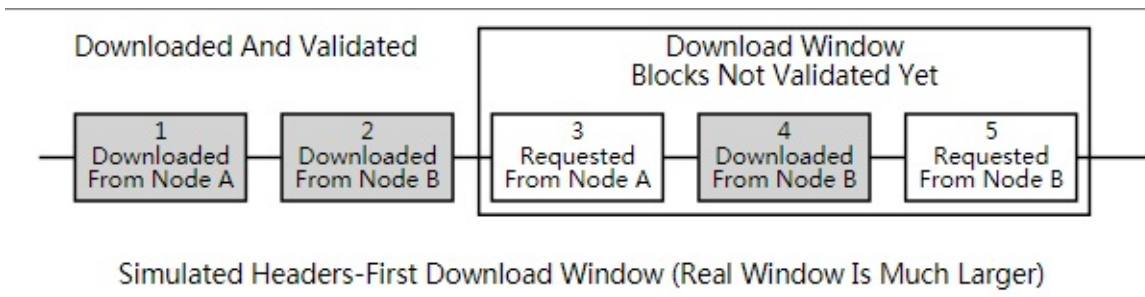 Downloaded And Validated
Download Window
Blocks Not Validated Yet
1
Downloaded
From Node A
2
Downloaded
From Node B
3
Requested
From Node A
4
Downloaded
From Node B
5
Requested
From Node B
Simulated Headers-First Download Window (Real Window Is Much Larger)